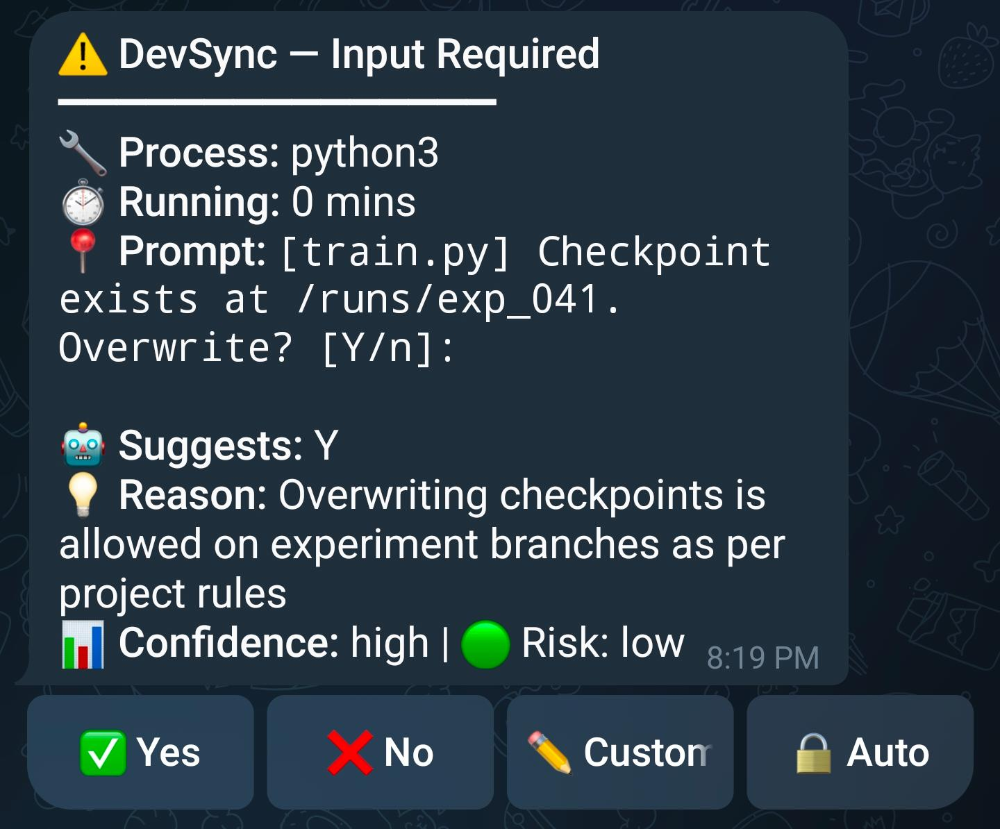 ⚠️ DevSync — Input Required
━━━━━━━━━━━━━━━
🔧 Process: python3
⏱️ Running: 0 mins
📍 Prompt: [train.py] Checkpoint
exists at /runs/exp_041.
Overwrite? [Y/n]:
🤖 Suggests: Y
💡 Reason: Overwriting checkpoints is
allowed on experiment branches as per
project rules
📊 Confidence: high | 🟢 Risk: low
8:19 PM
✅ Yes
❌ No
✏️ Custom
🔒 Auto